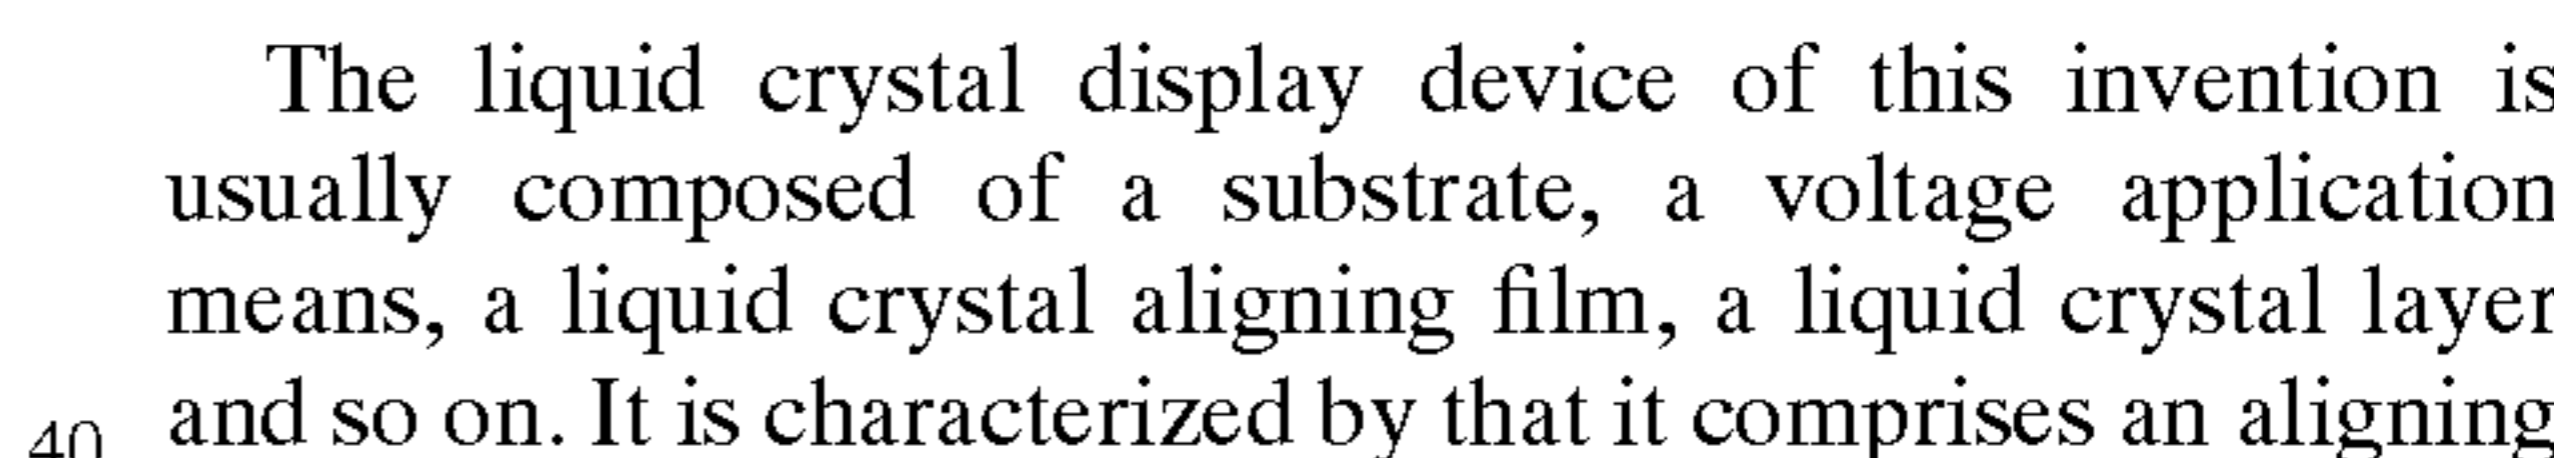 The liquid crystal display device of this invention is
usually composed of a substrate, a voltage application
means, a liquid crystal aligning film, a liquid crystal layer
40 and so on. It is characterized by that it comprises an aligning